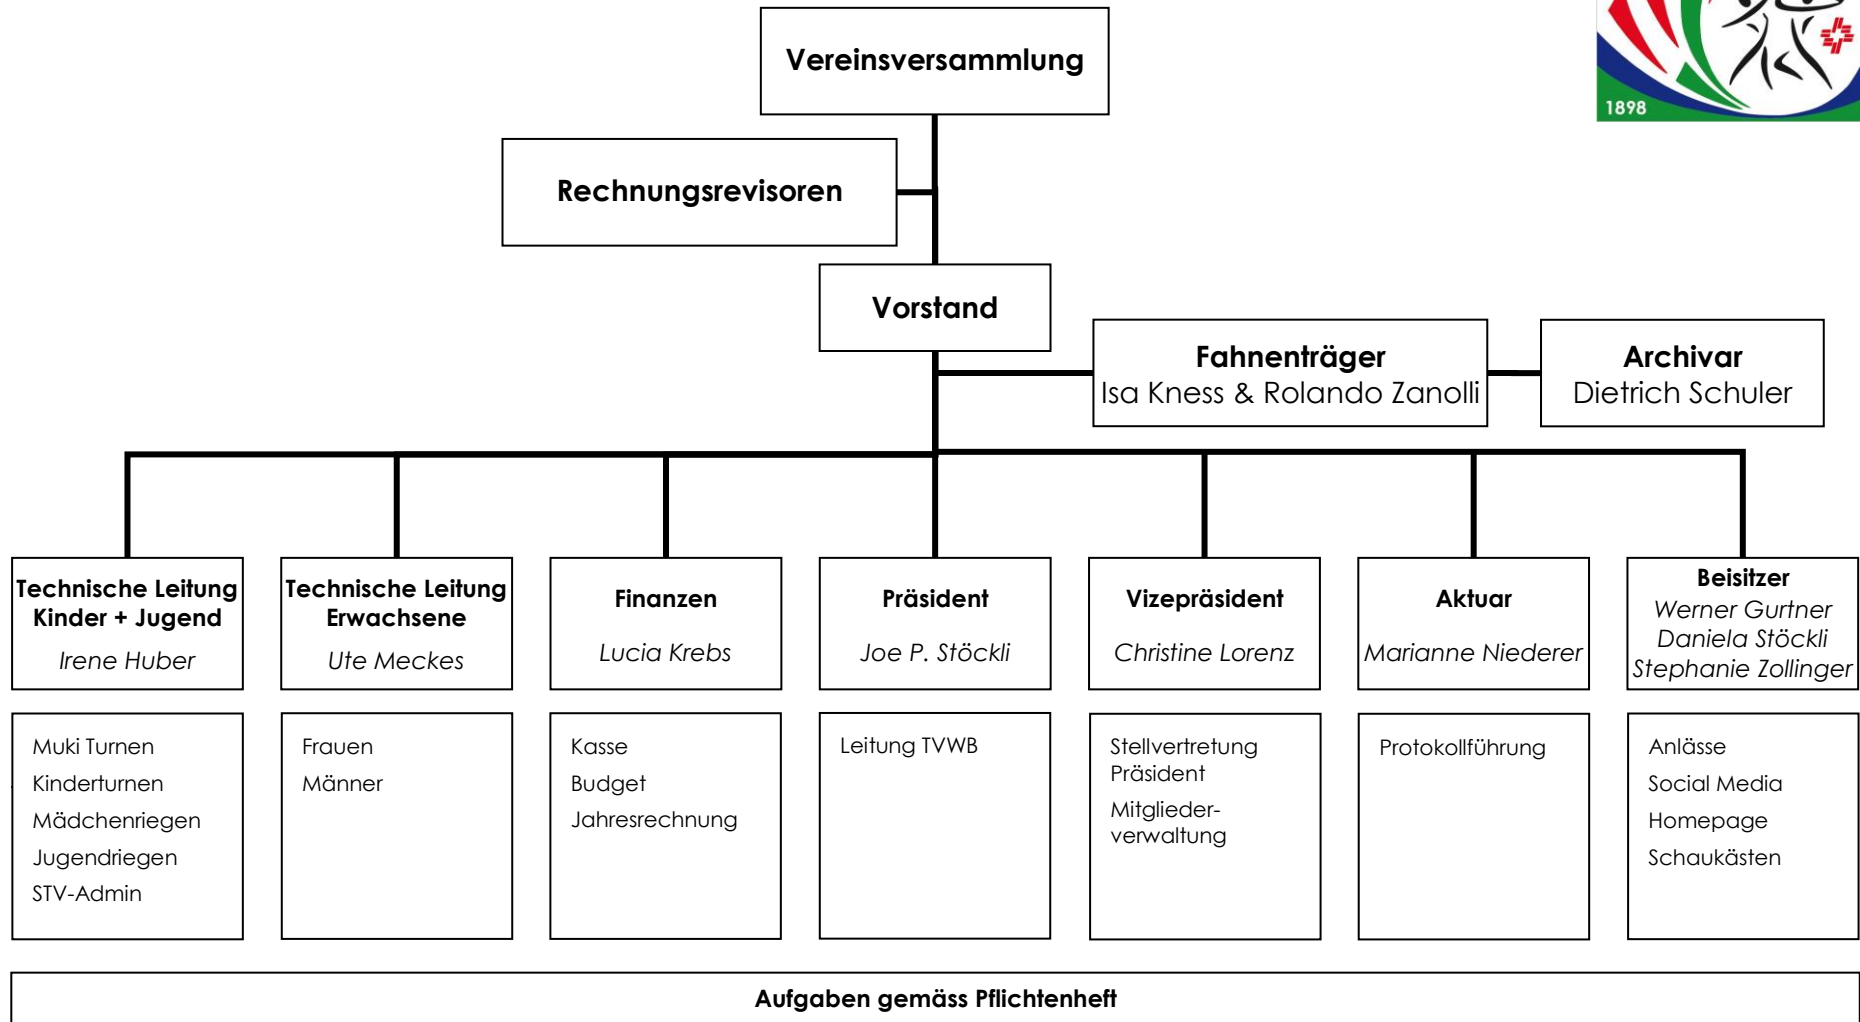 Vereinsversammlung
1898
Rechnungsrevisoren
Vorstand
Fahnenträger
Isa Kness & Rolando Zanolli
Archivar
Dietrich Schuler
Technische Leitung
Kinder + Jugend
Irene Huber
Technische Leitung
Erwachsene
Ute Meckes
Finanzen
Lucia Krebs
Präsident
Joe P. Stöckli
Vizepräsident
Christine Lorenz
Aktuar
Marianne Niederer
Beisitzer
Werner Gurtner
Daniela Stöckli
Stephanie Zollinger
Muki Turnen
Kinderturnen
Mädchenriegen
Jugendriegen
STV-Admin
Frauen
Männer
Kasse
Budget
Jahresrechnung
Leitung TVWB
Stellvertretung
Präsident
Mitglieder-
verwaltung
Protokollführung
Anlässe
Social Media
Homepage
Schaukästen
Aufgaben gemäss Pflichtenheft